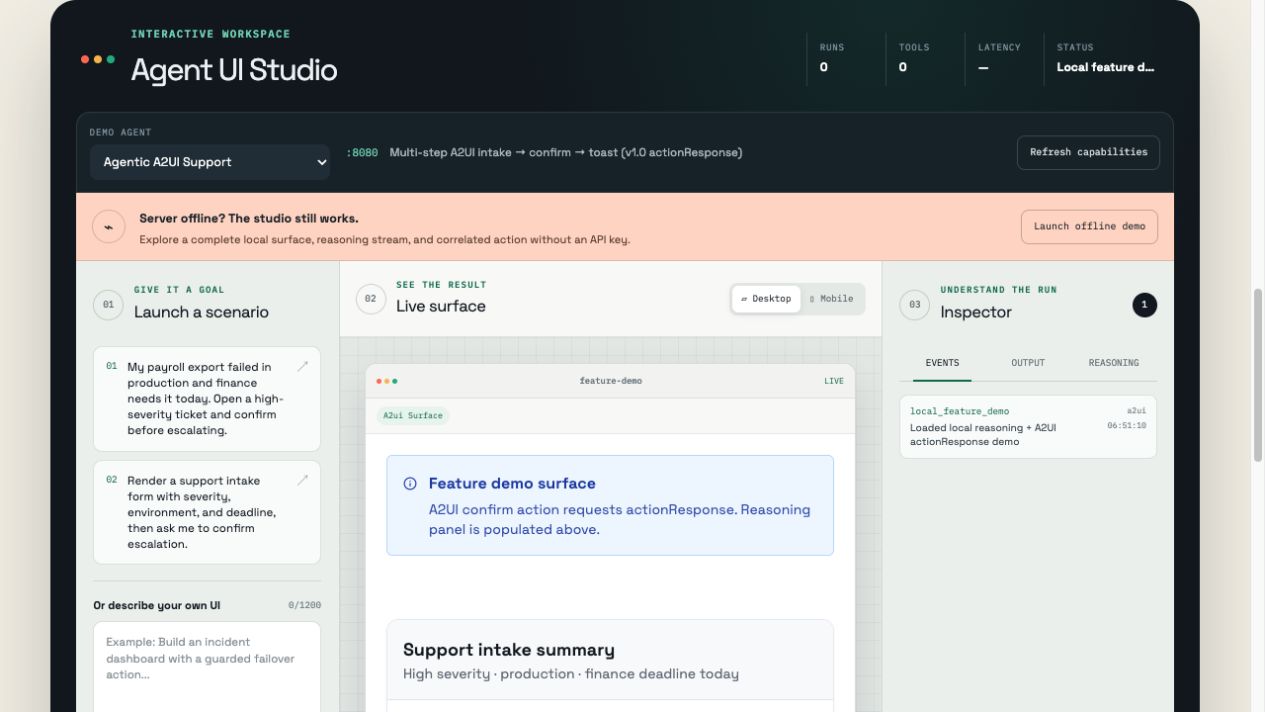 INTERACTIVE WORKSPACE
Agent UI Studio
RUNS
0
TOOLS
0
LATENCY
—
STATUS
Local feature d...
DEMO AGENT
Agentic A2UI Support
:8080 Multi-step A2UI intake → confirm → toast (v1.0 actionResponse)
Refresh capabilities
Server offline? The studio still works.
Explore a complete local surface, reasoning stream, and correlated action without an API key.
Launch offline demo
01
GIVE IT A GOAL
Launch a scenario
01
My payroll export failed in
production and finance
needs it today. Open a high-
severity ticket and confirm
before escalating.
02
Render a support intake
form with severity,
environment, and deadline,
then ask me to confirm
escalation.
Or describe your own UI
0/1200
Example: Build an incident
dashboard with a guarded failover
action...
02
SEE THE RESULT
Live surface
Desktop
Mobile
feature-demo
LIVE
A2ui Surface
Feature demo surface
A2UI confirm action requests actionResponse. Reasoning
panel is populated above.
Support intake summary
High severity · production · finance deadline today
03
UNDERSTAND THE RUN
Inspector
1
EVENTS
OUTPUT
REASONING
local_feature_demo
a2ui
Loaded local reasoning + A2UI
actionResponse demo
06:51:10